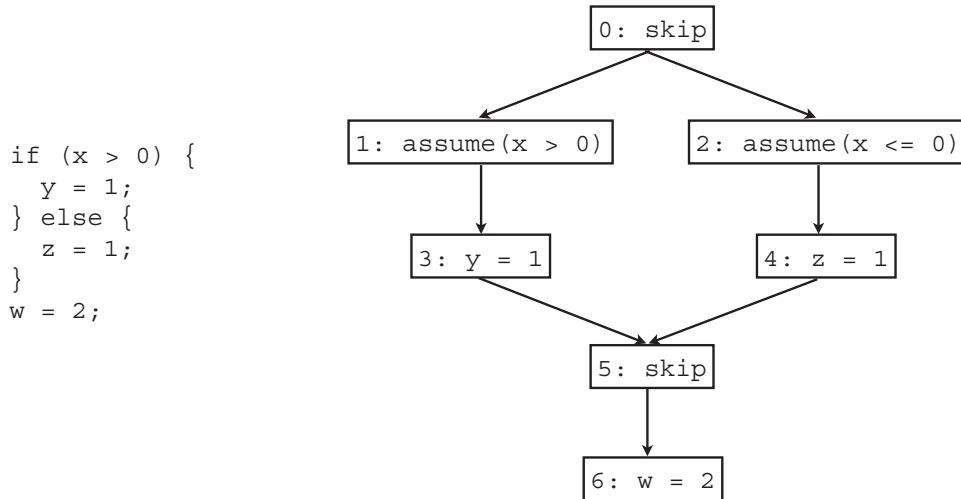 if (x > 0) {
  y = 1;
} else {
  z = 1;
}
w = 2;
0: skip
1: assume(x > 0)
2: assume(x <= 0)
3: y = 1
4: z = 1
5: skip
6: w = 2